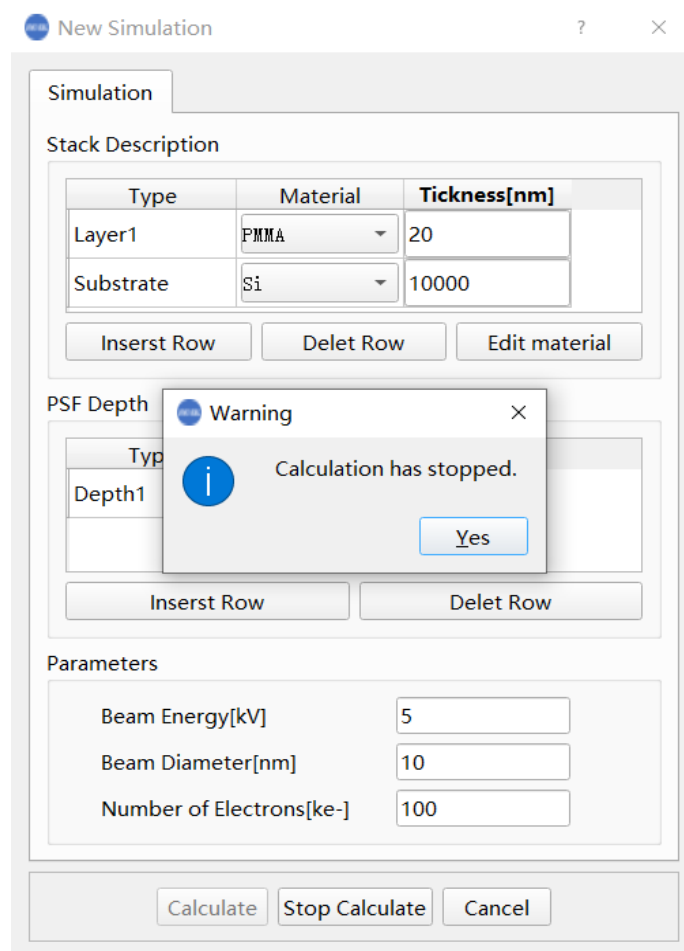 New Simulation ? ×
Simulation
Stack Description
Type Material Tickness[nm]
Layer1 PMMA 20
Substrate Si 10000
Inserst Row Delet Row Edit material
PSF Depth
Warning ×
Typ
Calculation has stopped.
Depth1
Yes
Inserst Row Delet Row
Parameters
Beam Energy[kV] 5
Beam Diameter[nm] 10
Number of Electrons[ke-] 100
Calculate Stop Calculate Cancel